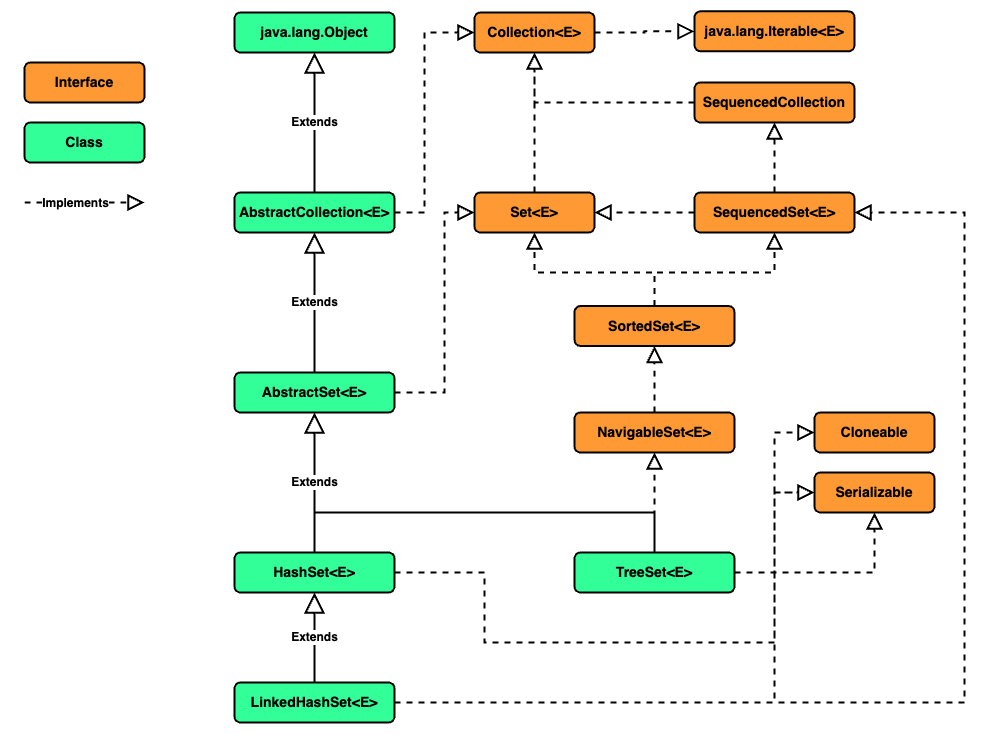 java.lang.Object
Collection<E>
java.lang.Iterable<E>
Interface
SequencedCollection
Class
Extends
Implements
AbstractCollection<E>
Set<E>
SequencedSet<E>
Extends
SortedSet<E>
AbstractSet<E>
NavigableSet<E>
Cloneable
Extends
Serializable
HashSet<E>
TreeSet<E>
Extends
LinkedHashSet<E>